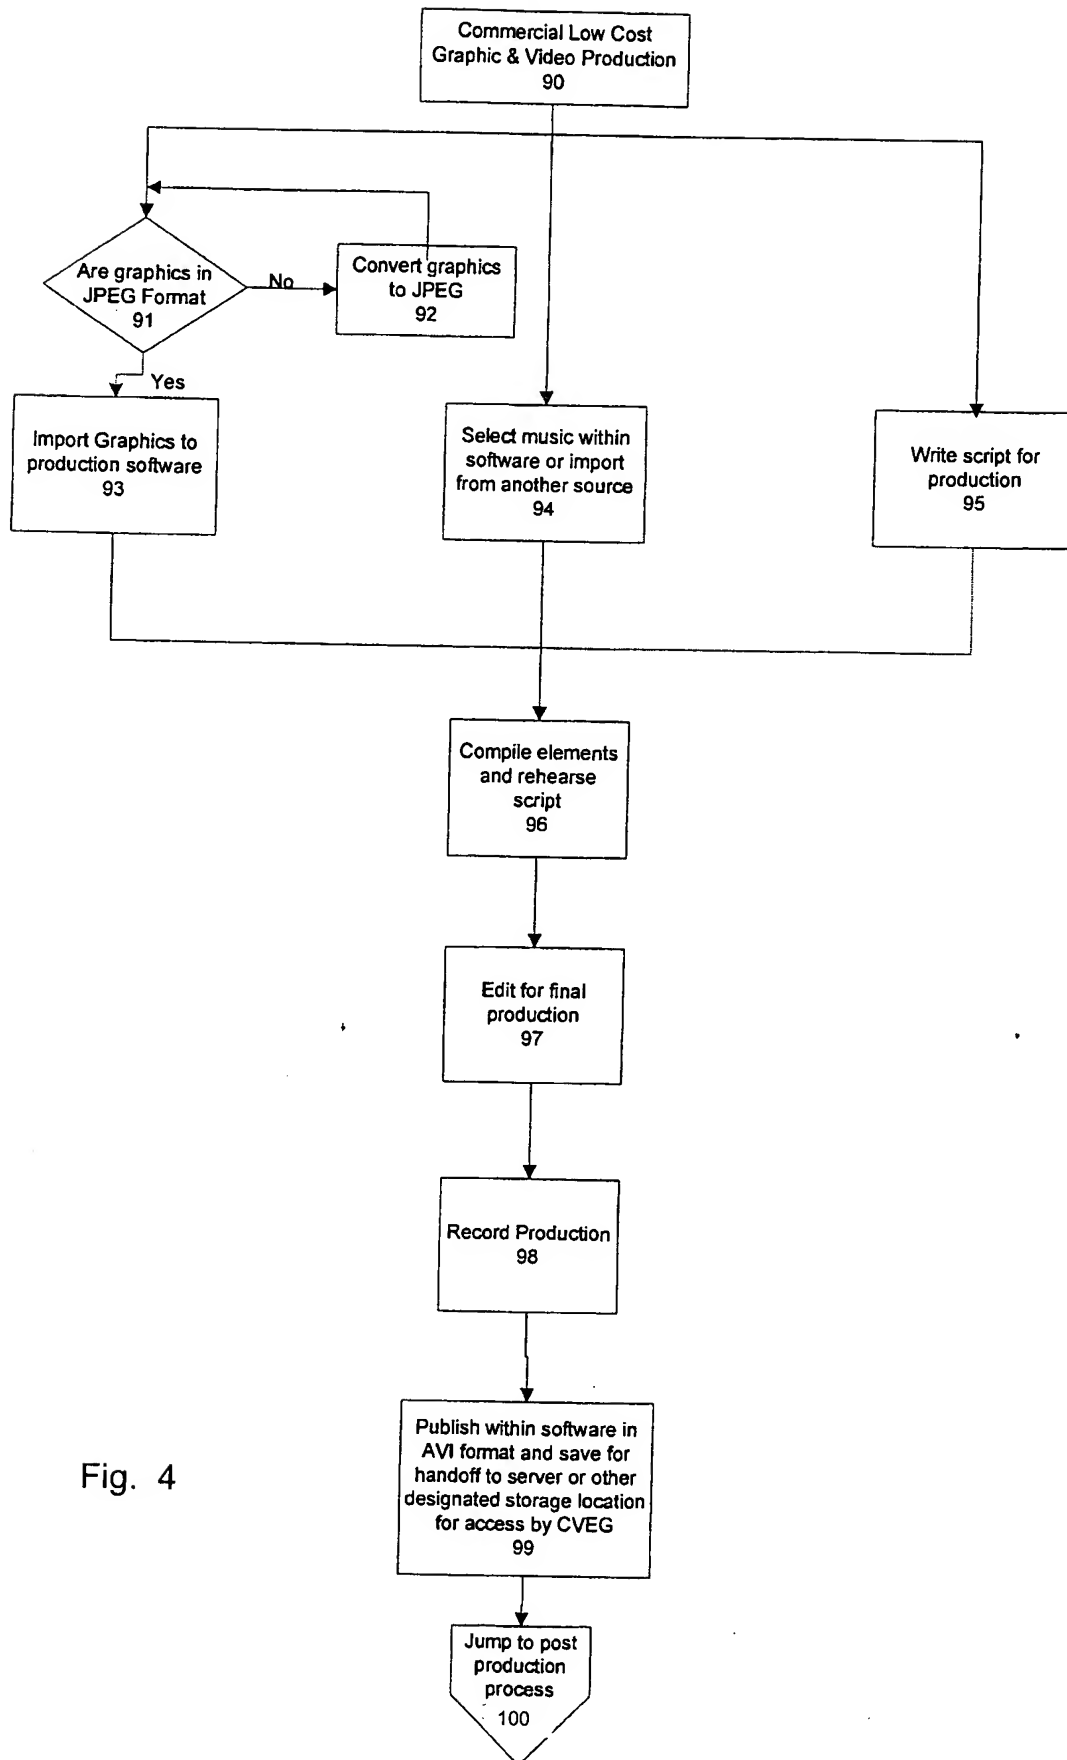 Commercial Low Cost
Graphic & Video Production
90
Are graphics in
JPEG Format
91
No
Convert graphics
to JPEG
92
Yes
Import Graphics to
production software
93
Select music within
software or import
from another source
94
Write script for
production
95
Compile elements
and rehearse
script
96
Edit for final
production
97
Record Production
98
Publish within software in
AVI format and save for
handoff to server or other
designated storage location
for access by CVEG
99
Fig. 4
Jump to post
production
process
100